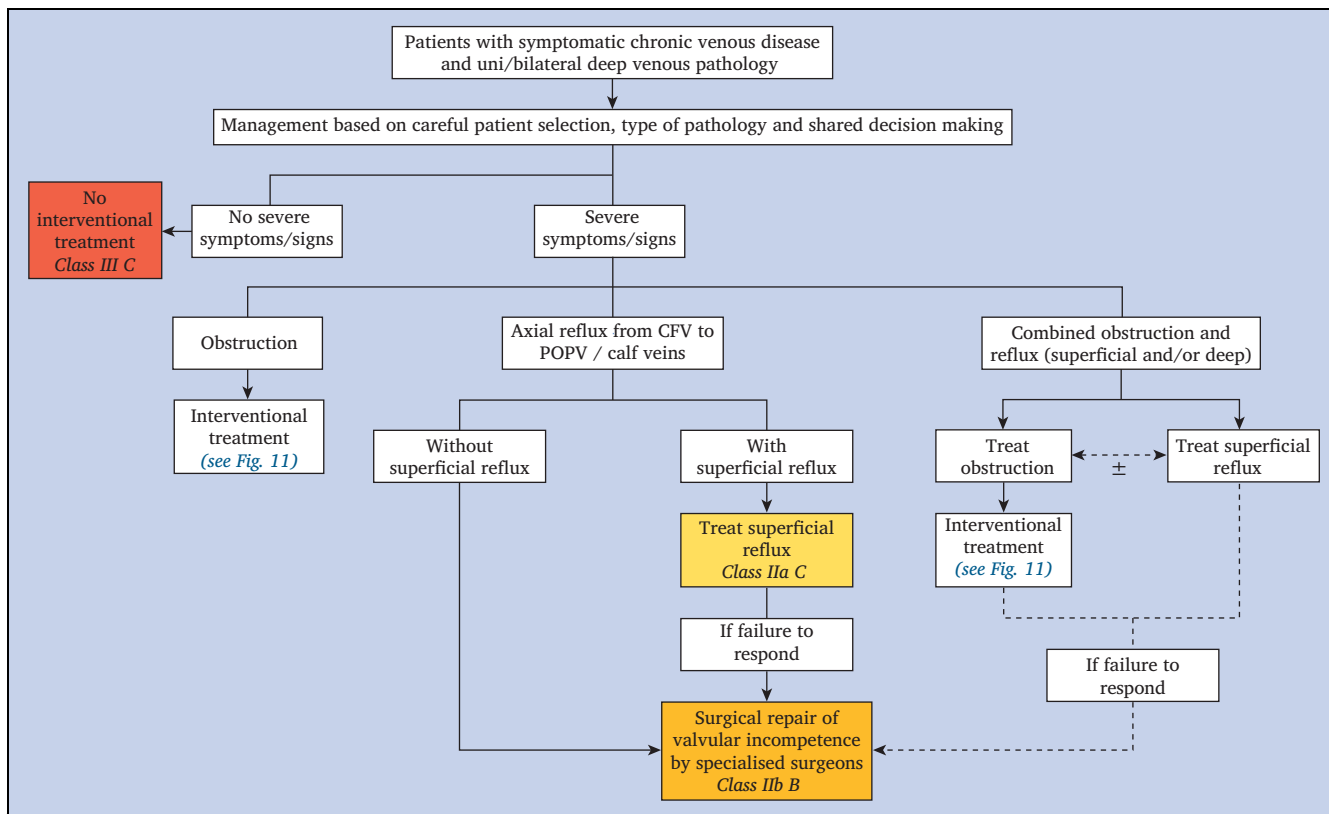 Patients with symptomatic chronic venous disease
and uni/bilateral deep venous pathology
Management based on careful patient selection, type of pathology and shared decision making
No
interventional
treatment
Class III C
No severe
symptoms/signs
Severe
symptoms/signs
Obstruction
Axial reflux from CFV to
POPV / calf veins
Combined obstruction and
reflux (superficial and/or deep)
Interventional
treatment
(see Fig. 11)
Without
superficial reflux
With
superficial reflux
Treat
obstruction
±
Treat superficial
reflux
Treat superficial
reflux
Class IIa C
Interventional
treatment
(see Fig. 11)
If failure to
respond
If failure to
respond
Surgical repair of
valvular incompetence
by specialised surgeons
Class IIb B